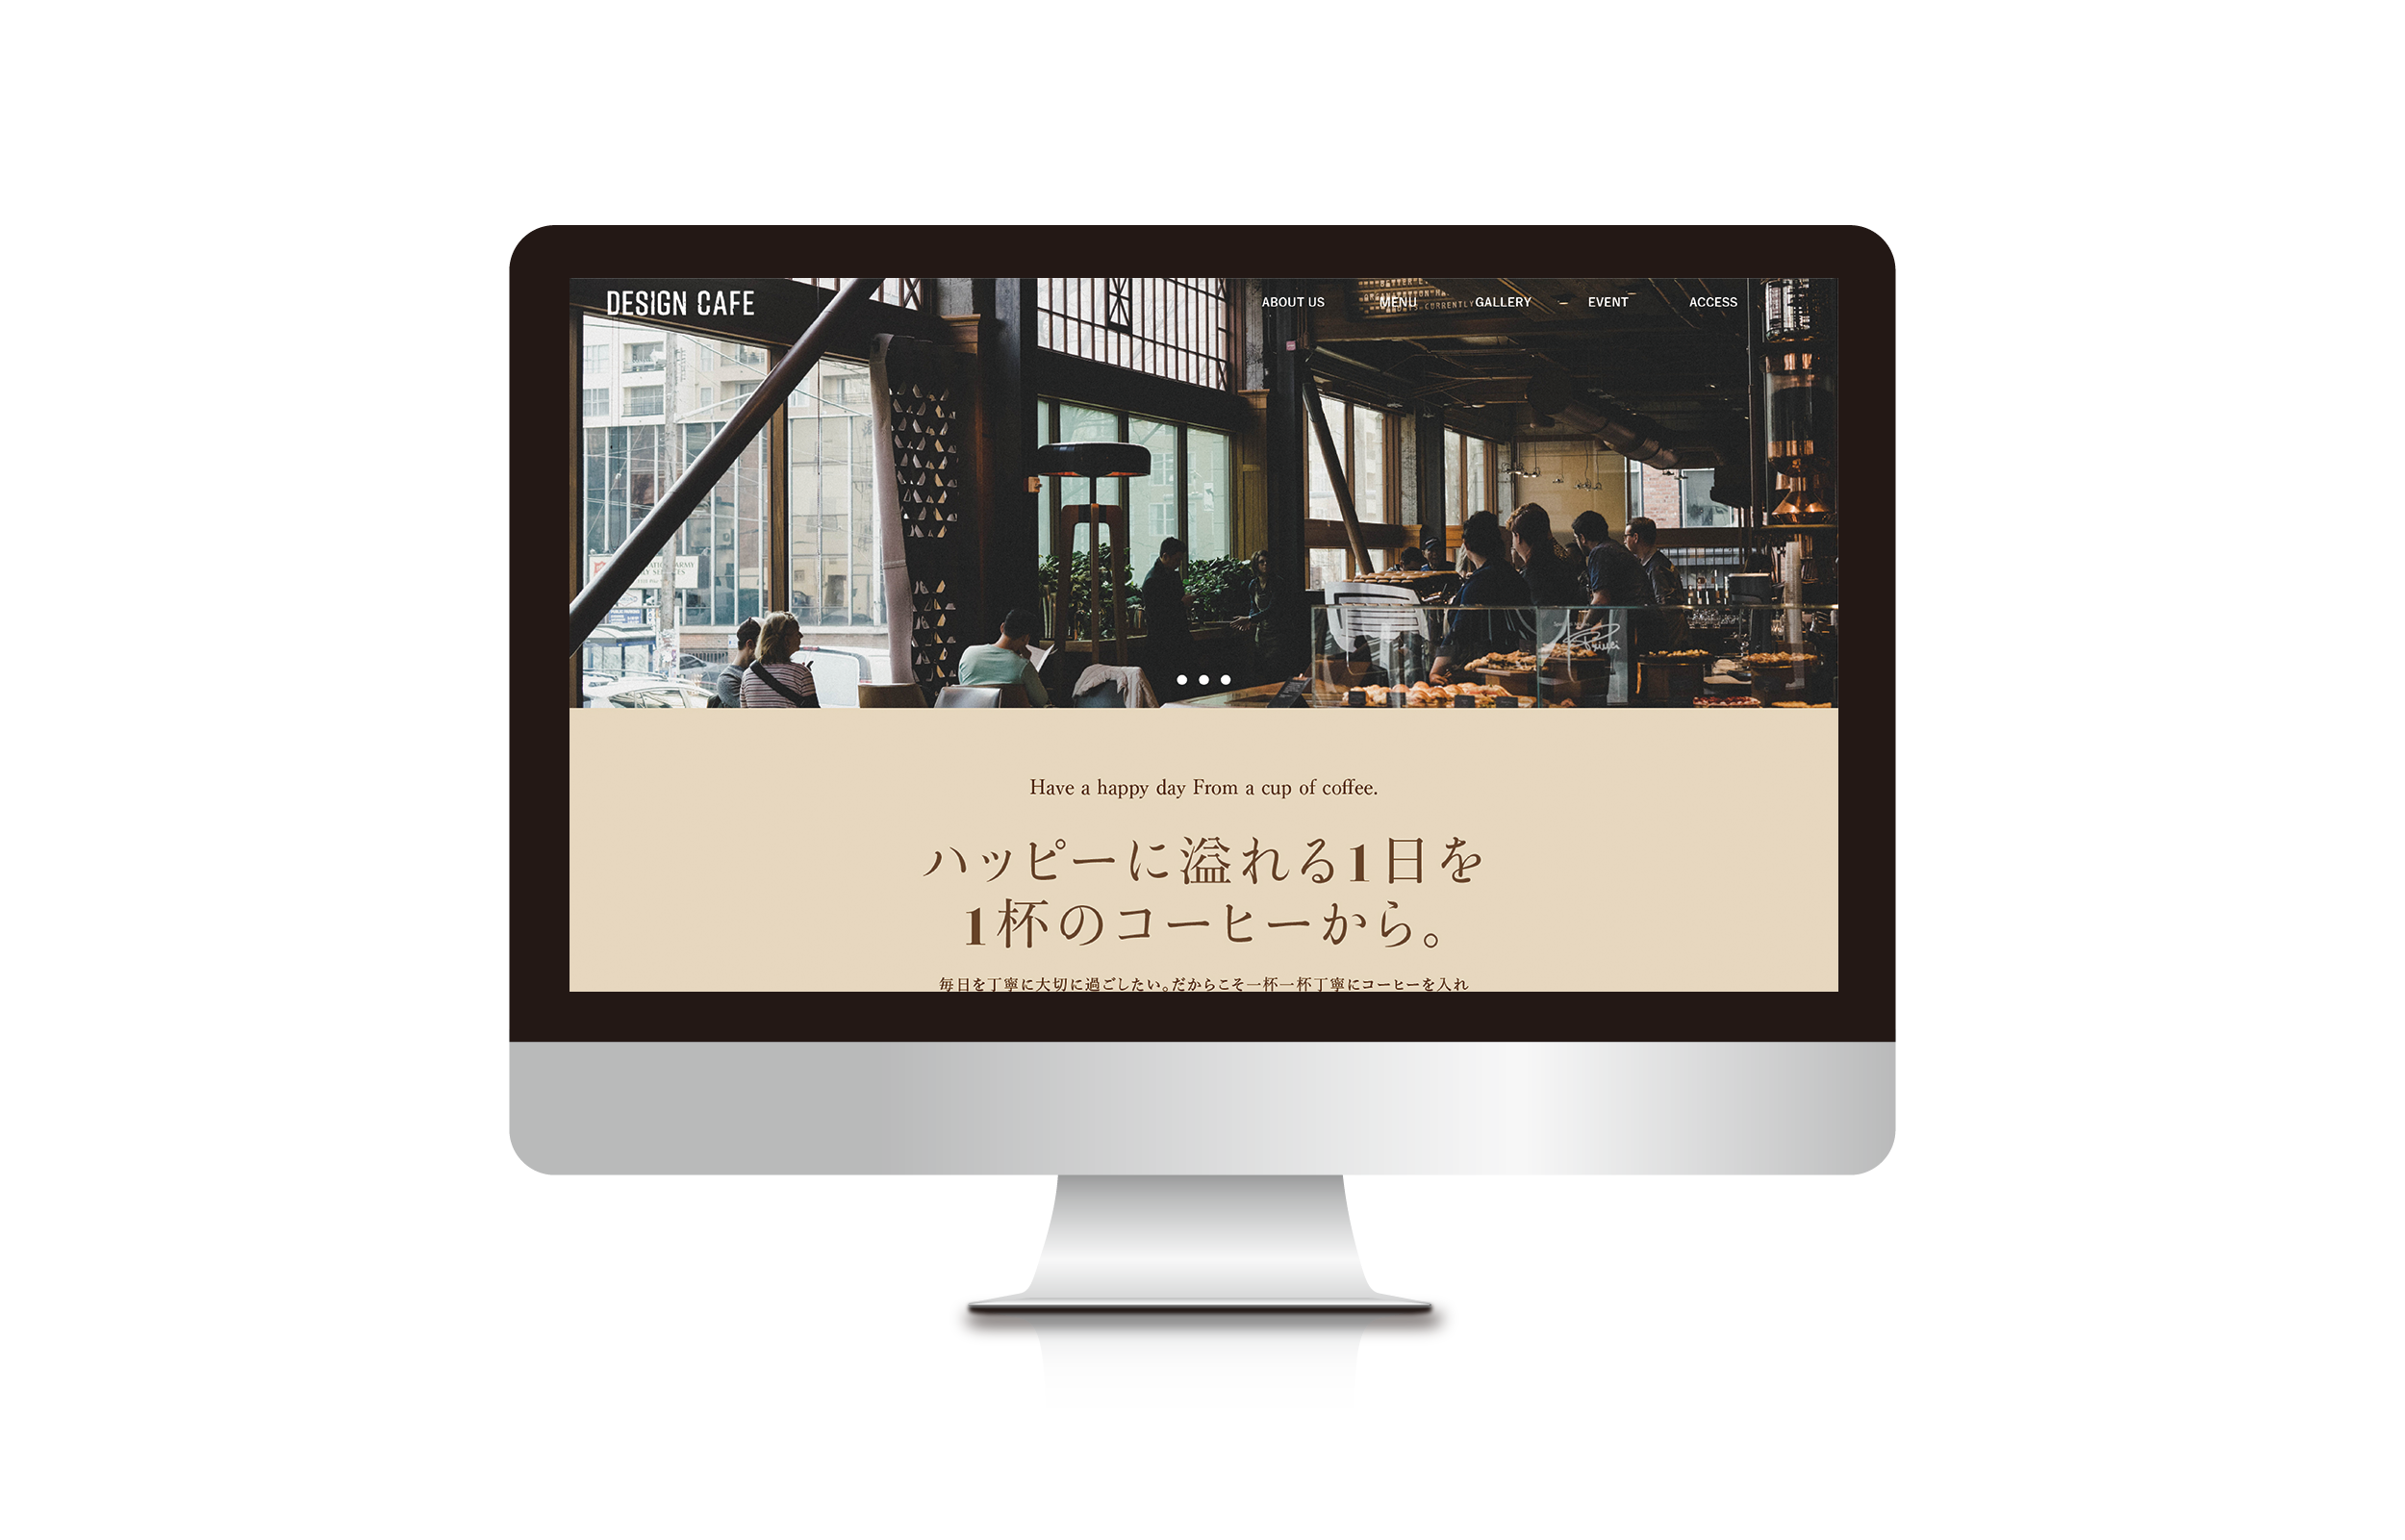 DESIGN CAFE
ABOUT US MENU GALLERY EVENT ACCESS
CURRENTLY
Have a happy day From a cup of coffee.
ハッピーに溢れる1日を
1杯のコーヒーから。
毎日を丁寧に大切に過ごしたい。だからこそ一杯一杯丁寧にコーヒーを入れ